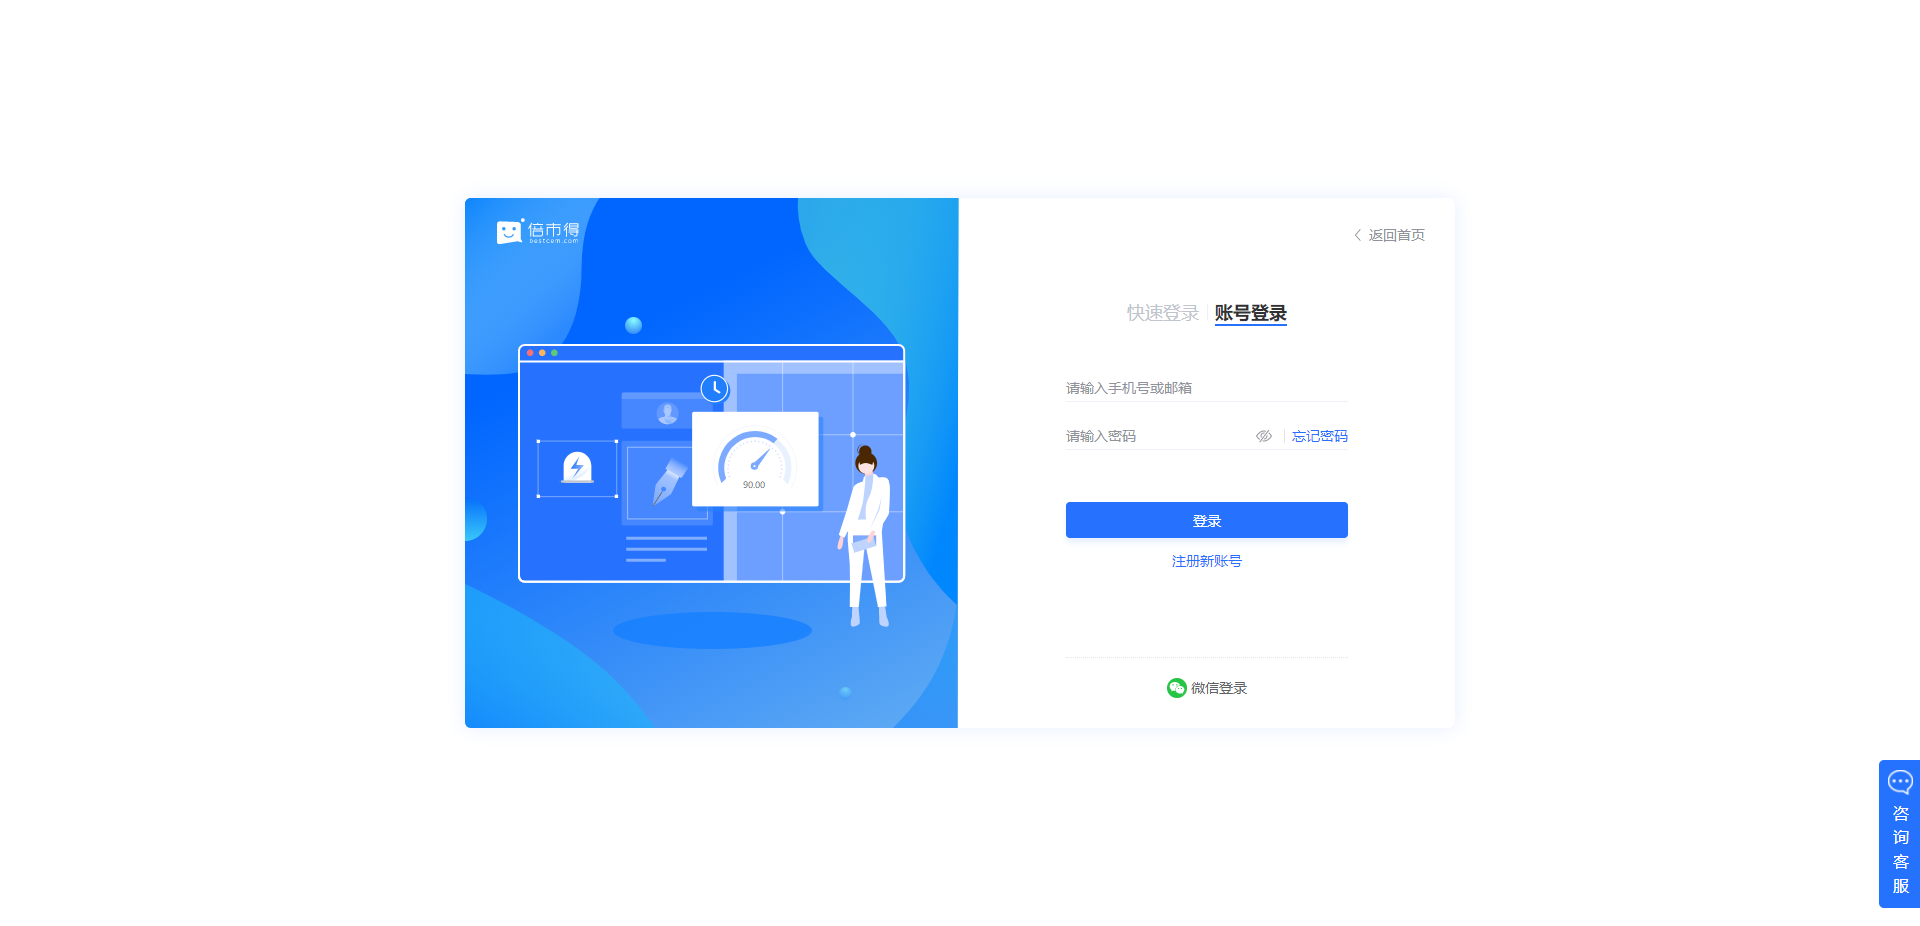 倍市得
bestcem.com
返回首页
快速登录
账号登录
请输入手机号或邮箱
请输入密码
忘记密码
登录
注册新账号
微信登录
90.00
咨询客服